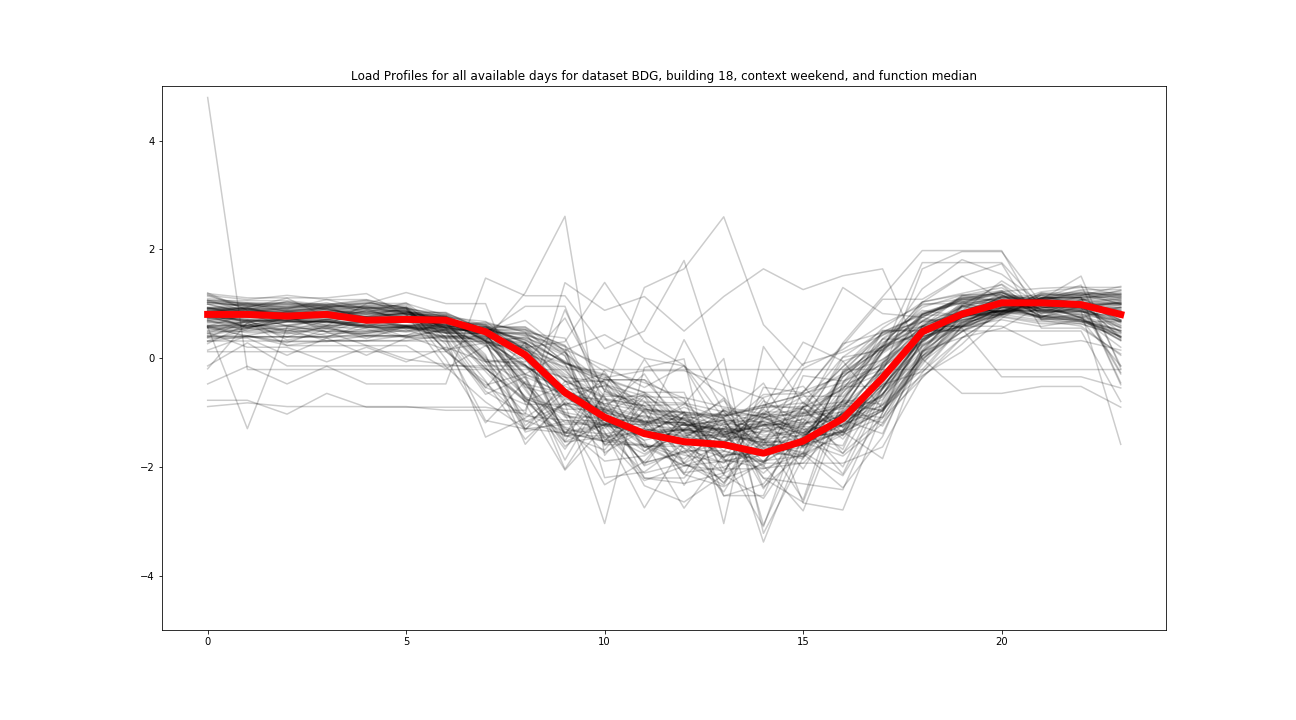 Load Profiles for all available days for dataset BDG, building 18, context weekend, and function median
4
2
0
−2
−4
0 5 10 15 20